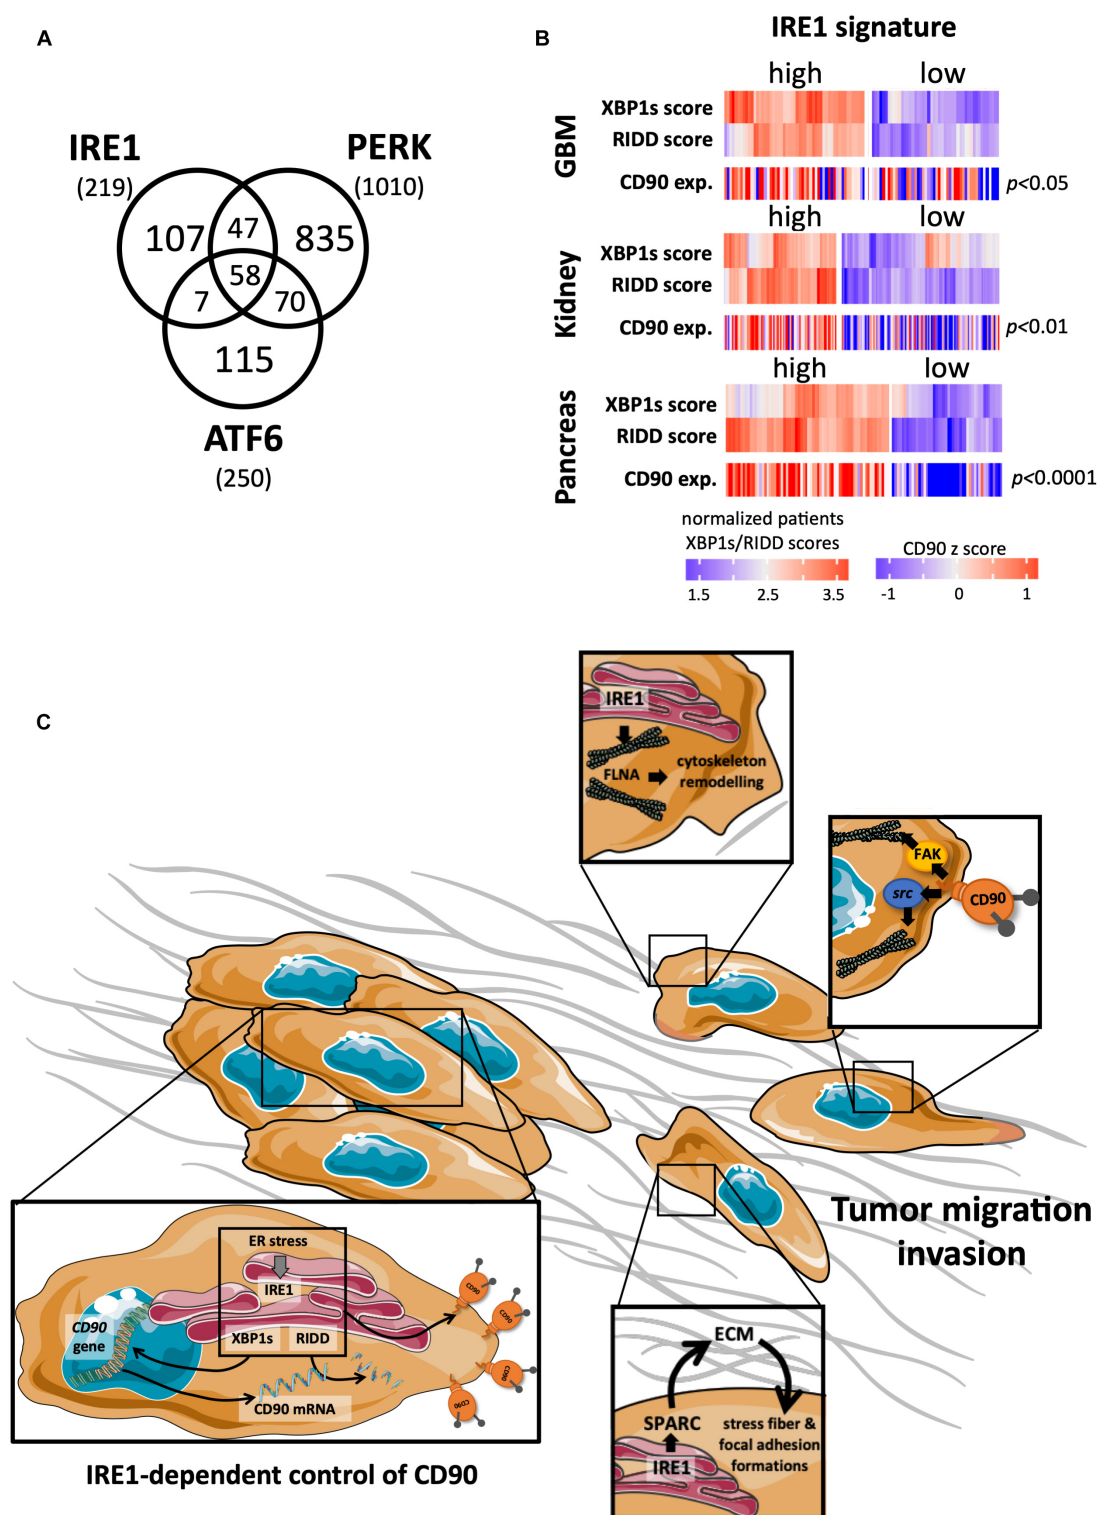 A
IRE1
(219)
PERK
(1010)
107
47
835
58
7
70
115
ATF6
(250)
B
IRE1 signature
high
low
GBM
XBP1s score
RIDD score
CD90 exp.
p<0.05
high
low
Kidney
XBP1s score
RIDD score
CD90 exp.
p<0.01
high
low
Pancreas
XBP1s score
RIDD score
CD90 exp.
p<0.0001
normalized patients
XBP1s/RIDD scores
1.5 2.5 3.5
CD90 z score
-1 0 1
C
IRE1
FLNA
cytoskeleton
remodelling
FAK
src
CD90
Tumor migration
invasion
ER stress
IRE1
XBP1s
RIDD
CD90
gene
CD90 mRNA
CD90
CD90
CD90
CD90
IRE1-dependent control of CD90
ECM
SPARC
IRE1
stress fiber &
focal adhesion
formations